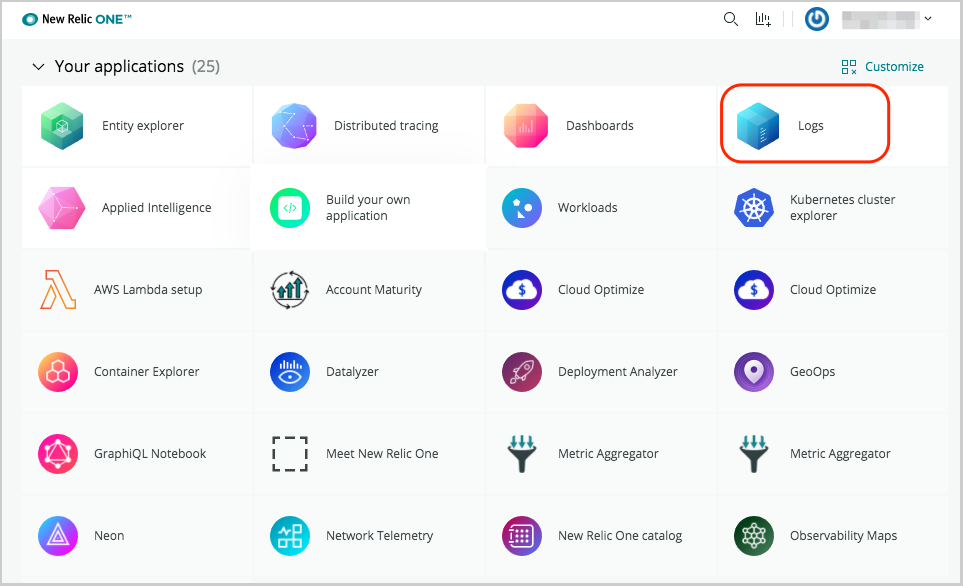 New Relic ONE™
Your applications (25)
Customize
Entity explorer
Distributed tracing
Dashboards
Logs
Applied Intelligence
Build your own
application
Workloads
Kubernetes cluster
explorer
AWS Lambda setup
Account Maturity
Cloud Optimize
Cloud Optimize
Container Explorer
Datalyzer
Deployment Analyzer
GeoOps
GraphiQL Notebook
Meet New Relic One
Metric Aggregator
Metric Aggregator
Neon
Network Telemetry
New Relic One catalog
Observability Maps